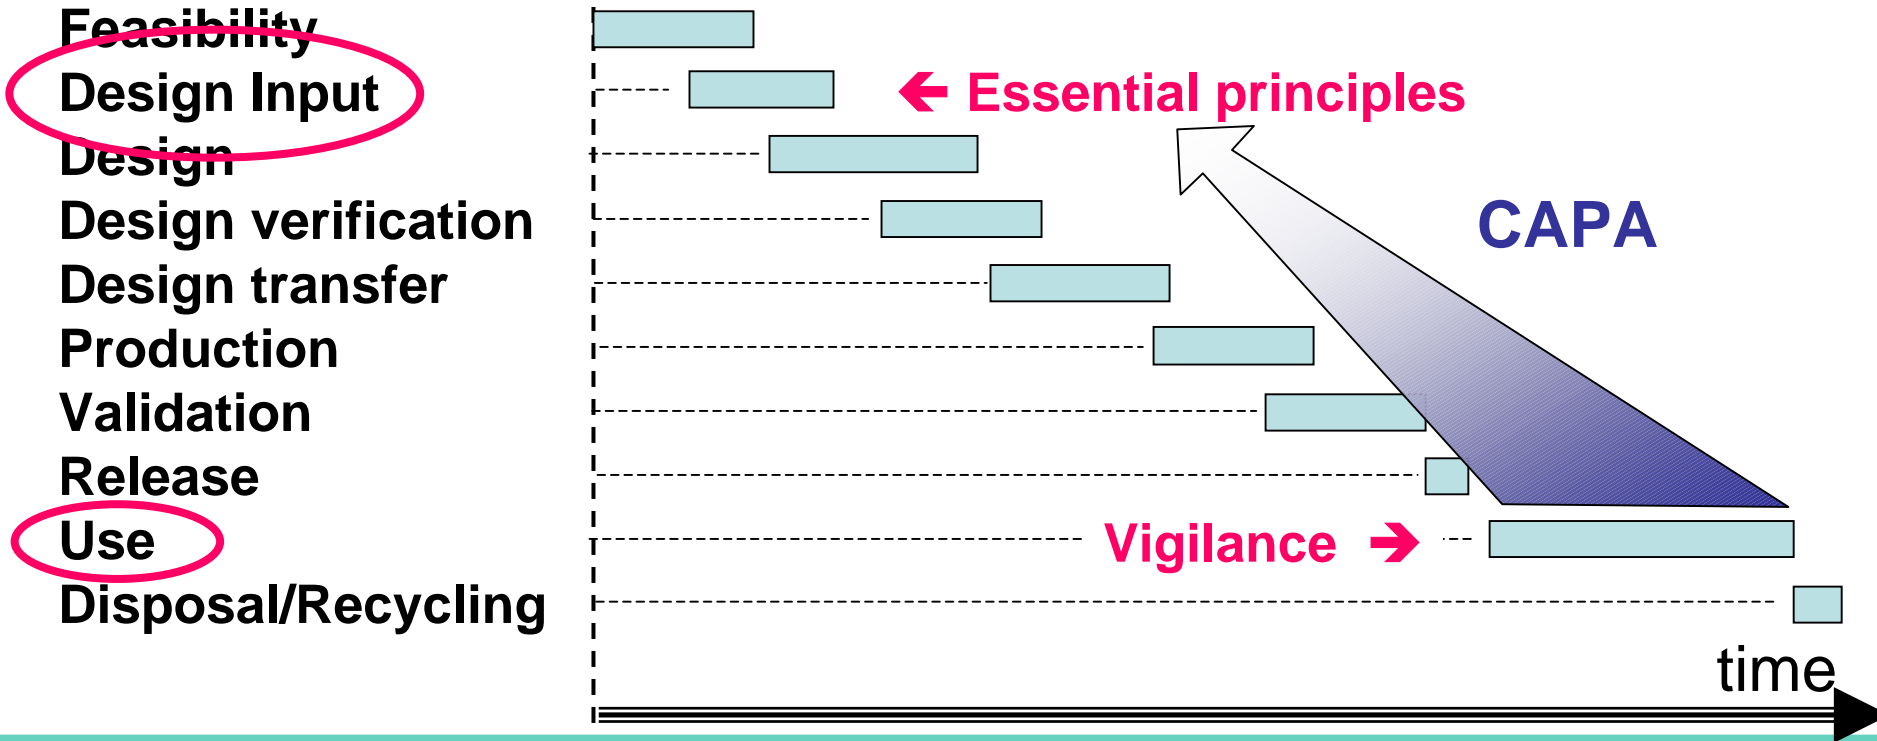 Feasibility
Design Input
🡸 Essential principles
Design
Design verification
CAPA
Design transfer
Production
Validation
Release
Use
Vigilance 🡺
Disposal/Recycling
time